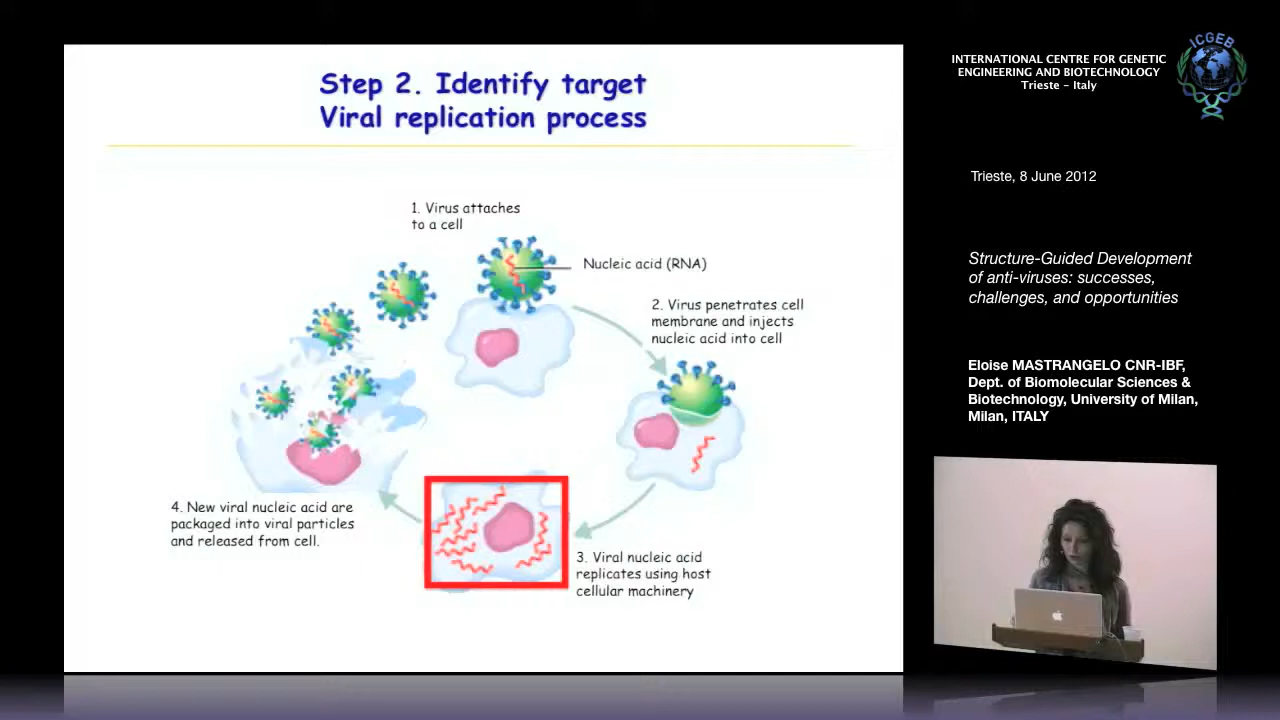 Step 2. Identify target
Viral replication process
1. Virus attaches
to a cell
Nucleic acid (RNA)
2. Virus penetrates cell
membrane and injects
nucleic acid into cell
3. Viral nucleic acid
replicates using host
cellular machinery
4. New viral nucleic acid are
packaged into viral particles
and released from cell.
INTERNATIONAL CENTRE FOR GENETIC
ENGINEERING AND BIOTECHNOLOGY
Trieste - Italy
ICGEB
Trieste, 8 June 2012
Structure-Guided Development
of anti-viruses: successes,
challenges, and opportunities
Eloise MASTRANGELO CNR-IBF,
Dept. of Biomolecular Sciences &
Biotechnology, University of Milan,
Milan, ITALY